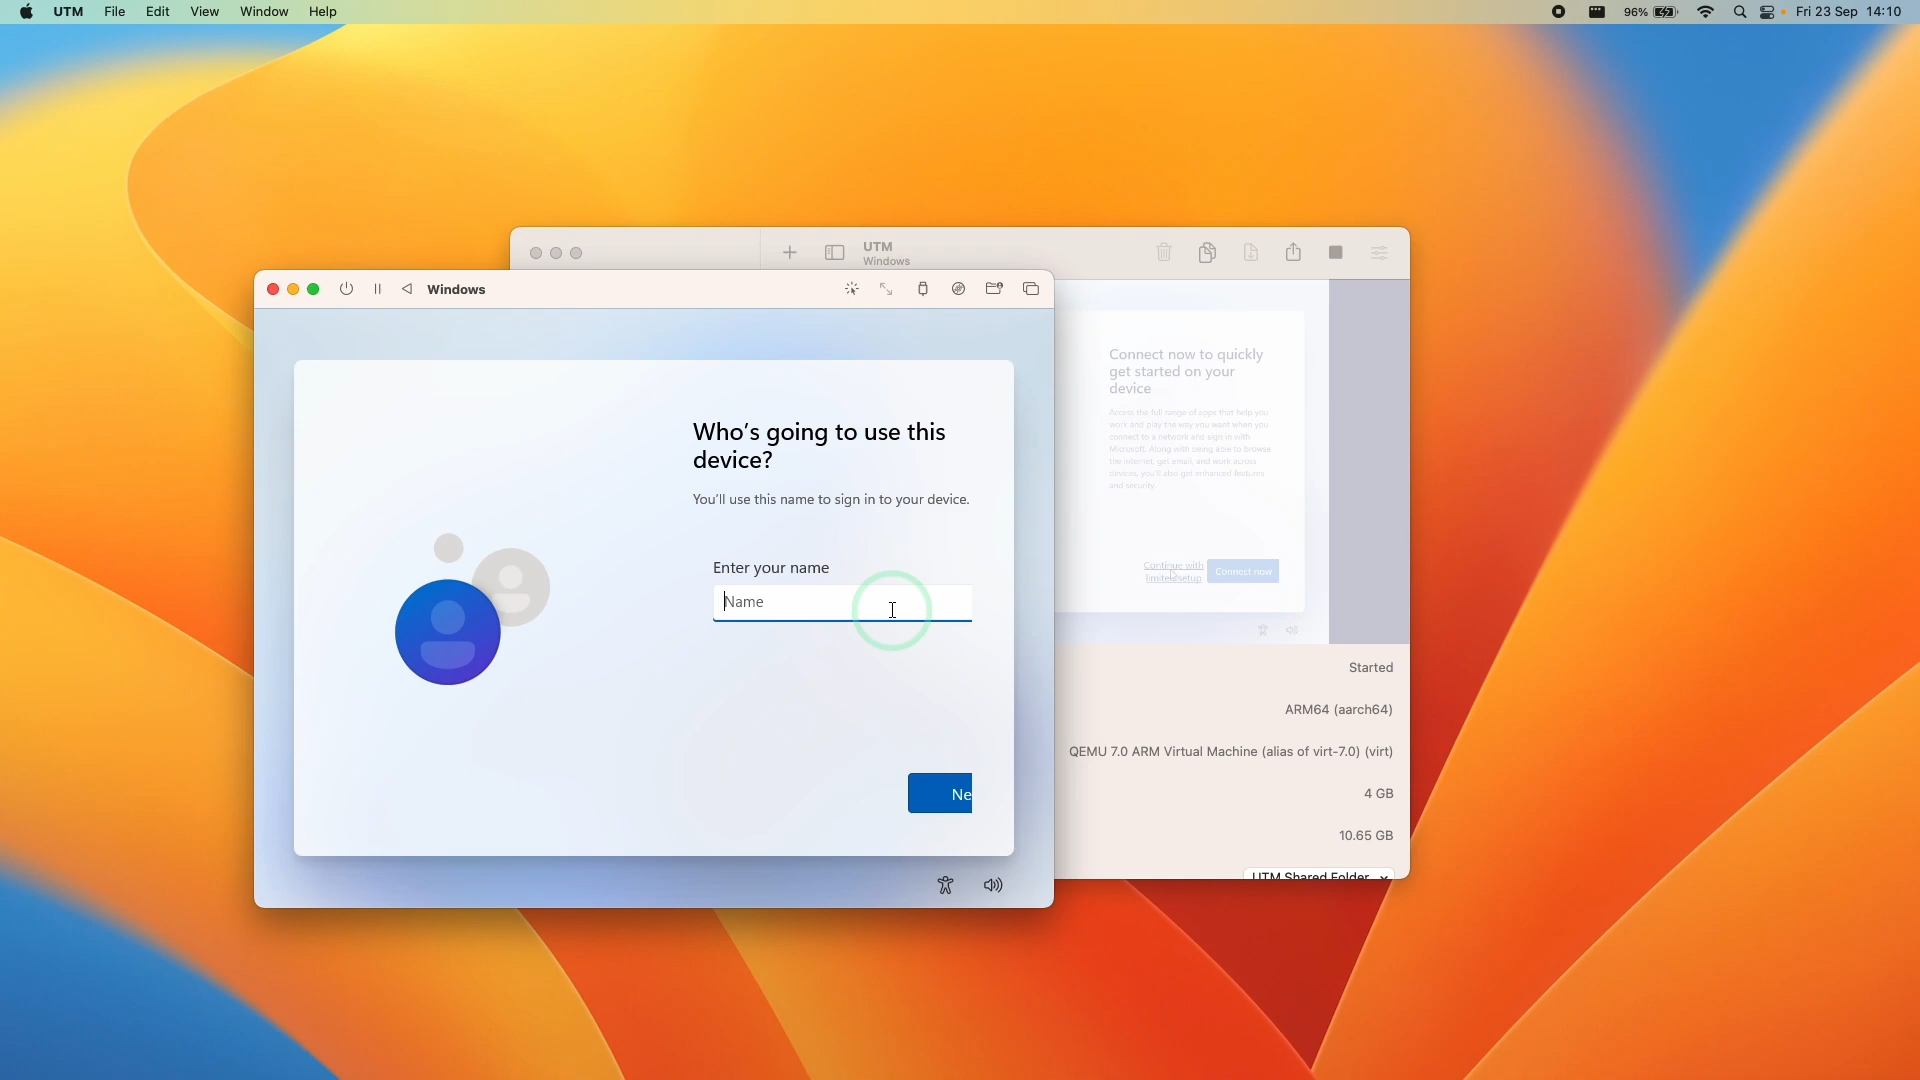 UTM File Edit View Window Help
96%
Fri 23 Sep 14:10
UTM
Windows
Windows
Who's going to use this
device?
You'll use this name to sign in to your device.
Enter your name
Name
Ne
Connect now to quickly
get started on your
device
Access the full range of apps that help you
work and play the way you want when you
connect to a network and sign in with
Microsoft. Along with being able to browse
the internet, get email, and work across
devices, you'll also get enhanced features
and security.
Continue with
limited setup
Connect now
Started
ARM64 (aarch64)
QEMU 7.0 ARM Virtual Machine (alias of virt-7.0) (virt)
4 GB
10.65 GB
UTM Shared Folder